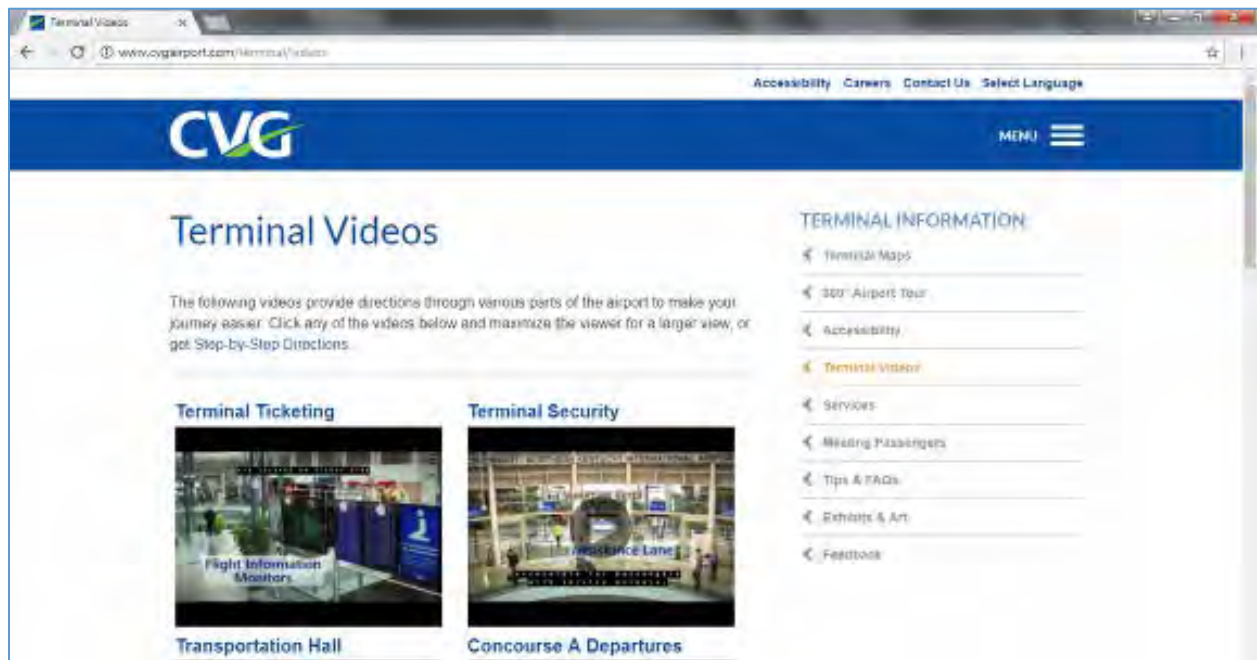 Terminal Videos
www.cvgairport.com/terminal/videos
Accessibility Careers Contact Us Select Language
CVG
MENU
Terminal Videos
The following videos provide directions through various parts of the airport to make your
journey easier. Click any of the videos below and maximize the viewer for a larger view, or
get Step-by-Step Directions.
Terminal Ticketing
Terminal Security
Flight Information
Monitors
Assistance Lane
Transportation Hall
Concourse A Departures
TERMINAL INFORMATION
Terminal Maps
360° Airport Tour
Accessibility
Terminal Videos
Services
Meeting Passengers
Tips & FAQs
Exhibits & Art
Feedback